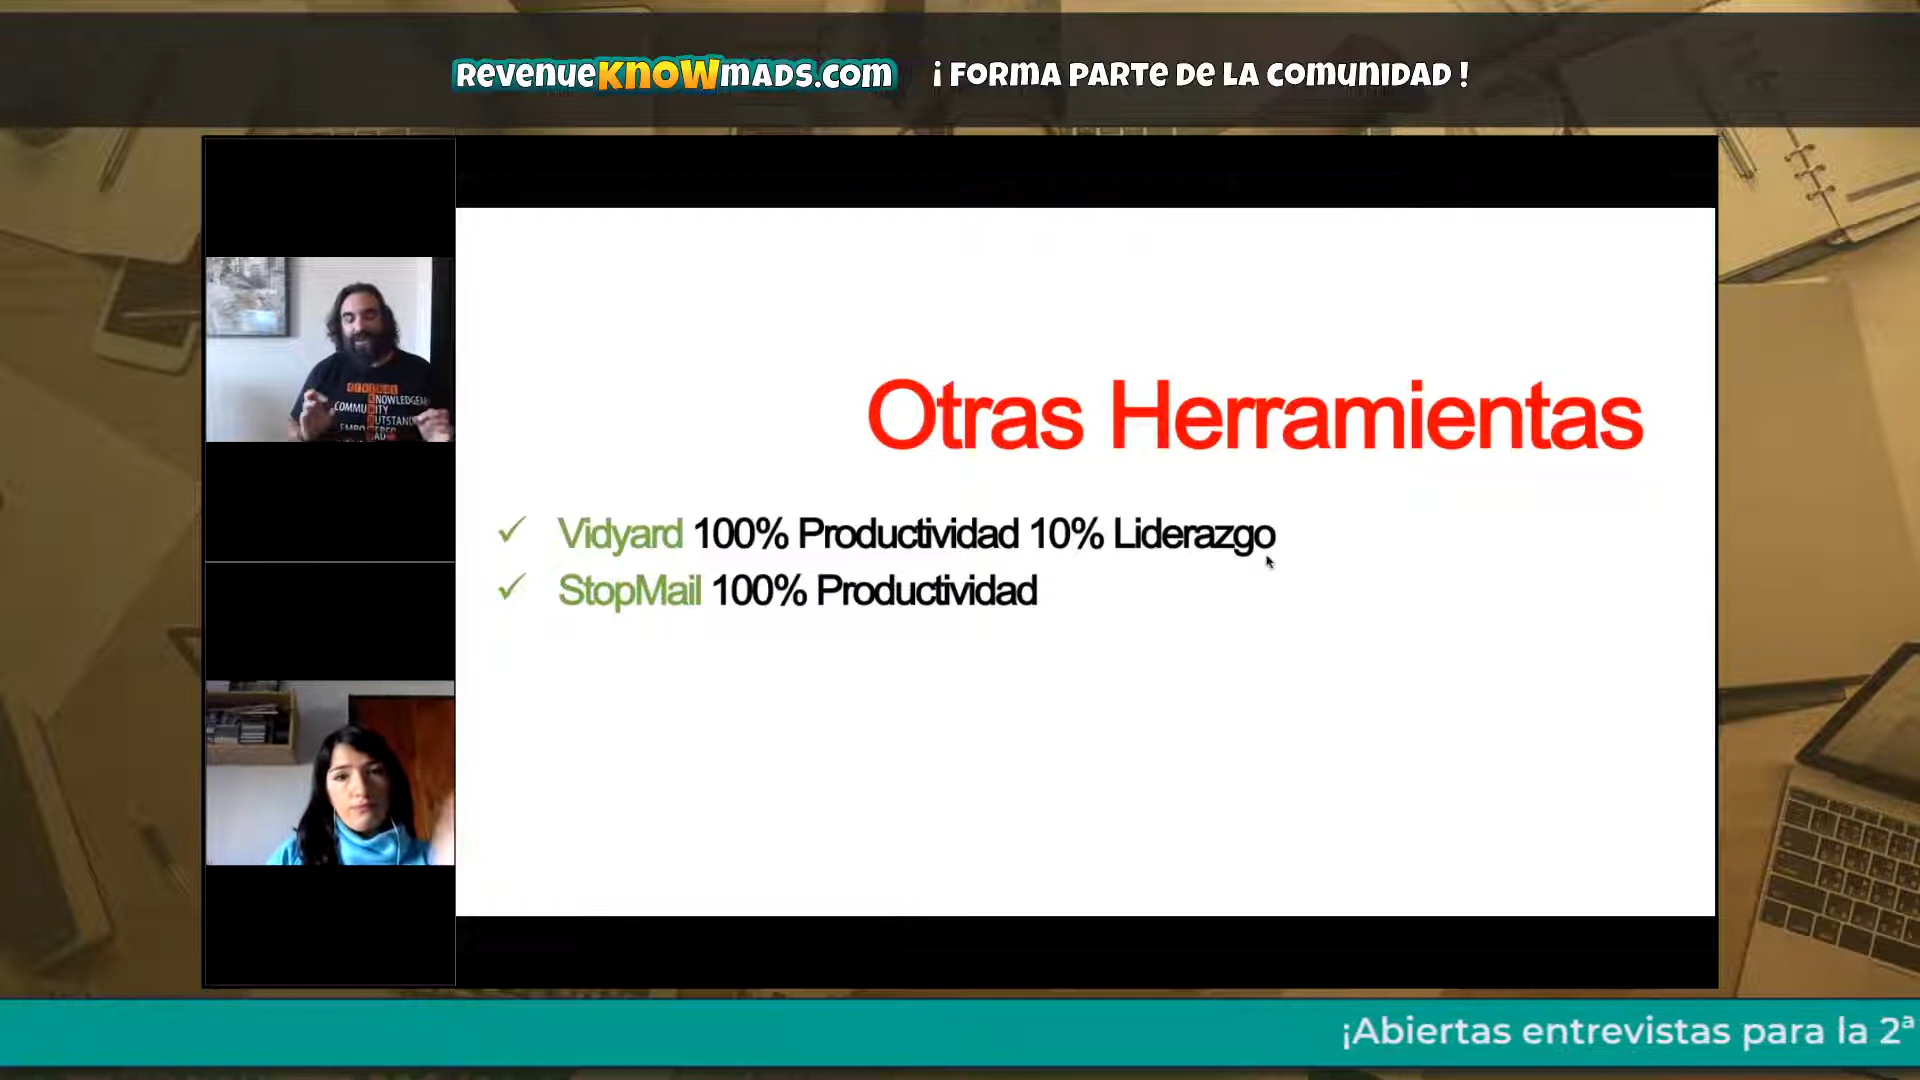 RevenueKNOWmads.com ¡ FORMA PARTE DE LA COMUNIDAD !
Otras Herramientas
✓ Vidyard 100% Productividad 10% Liderazgo
✓ StopMail 100% Productividad
COMMUNITY
¡Abiertas entrevistas para la 2ª